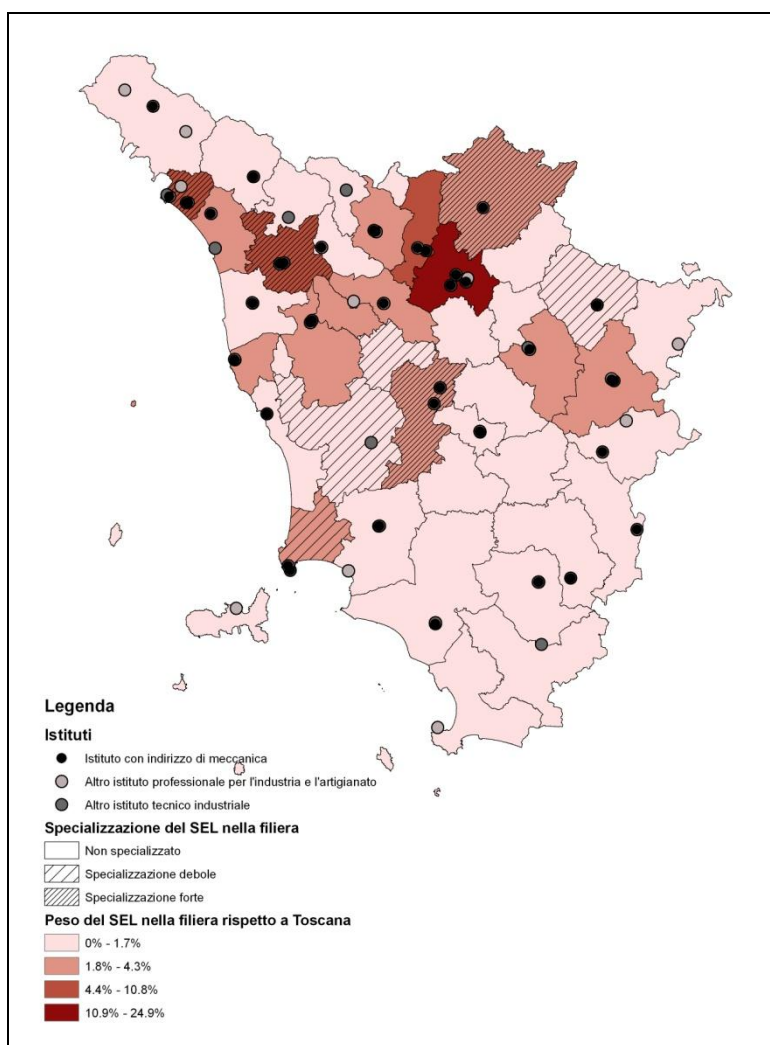 Legenda
Istituti
Istituto con indirizzo di meccanica
Altro istituto professionale per l'industria e l'artigianato
Altro istituto tecnico industriale
Specializzazione del SEL nella filiera
Non specializzato
Specializzazione debole
Specializzazione forte
Peso del SEL nella filiera rispetto a Toscana
0% - 1.7%
1.8% - 4.3%
4.4% - 10.8%
10.9% - 24.9%